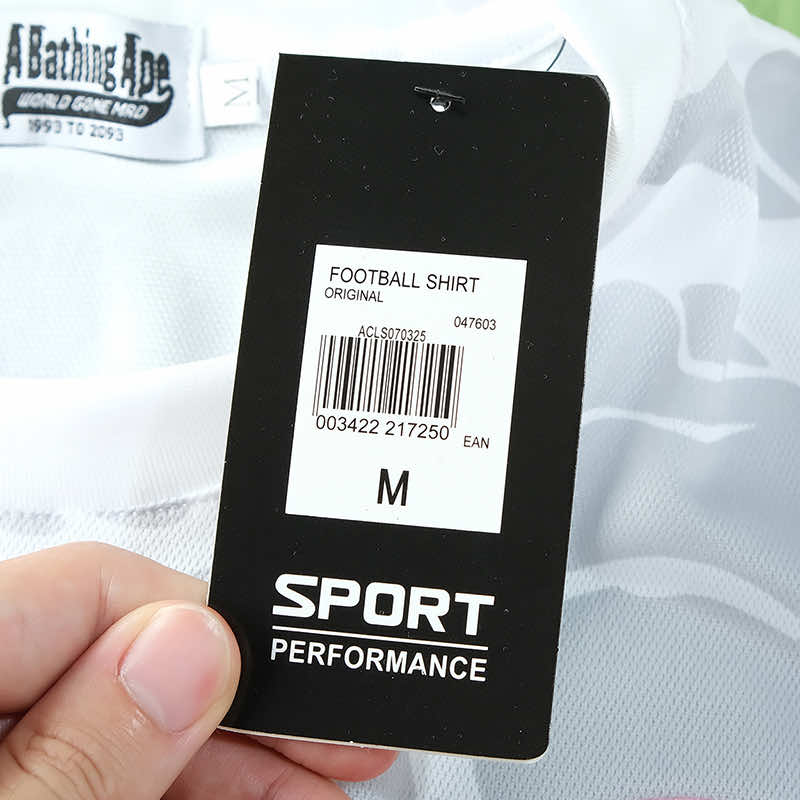 A Bathing Ape
WORLD GONE MAD
1993 TO 2093
M
FOOTBALL SHIRT
ORIGINAL
047603
ACLS070325
003422 217250
EAN
M
SPORT
PERFORMANCE